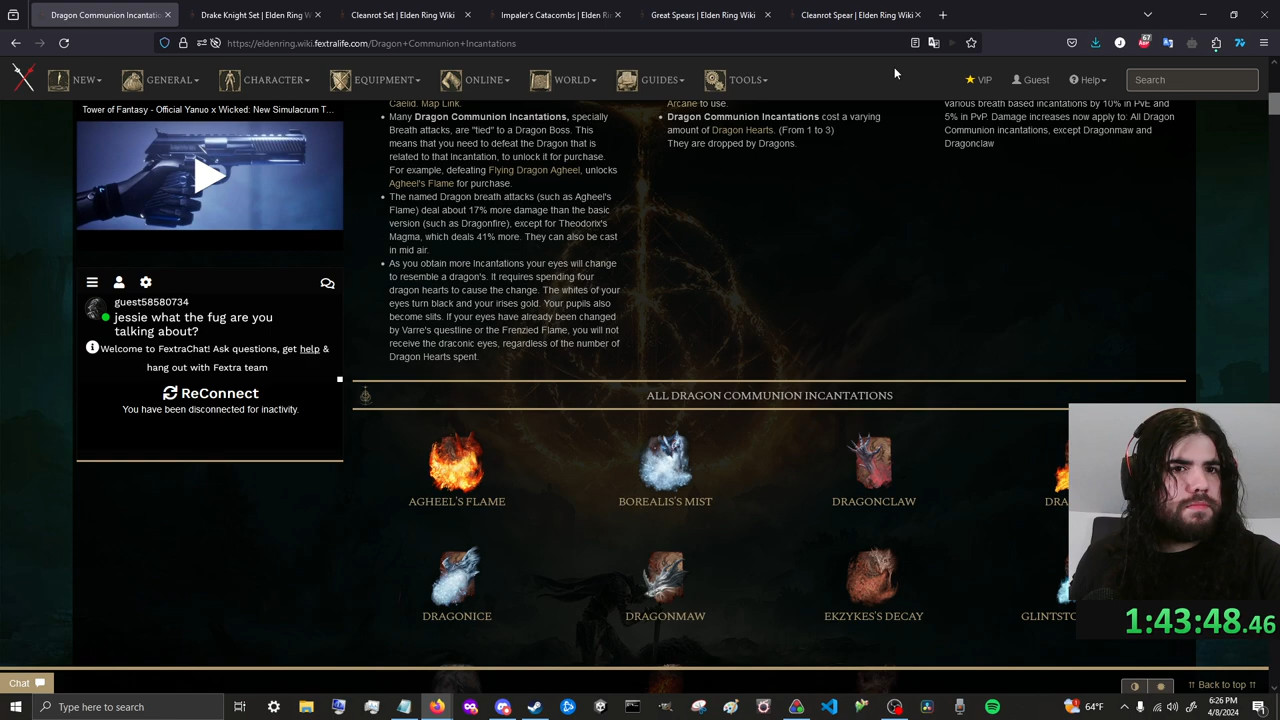 Dragon Communion Incantatio
Drake Knight Set | Elden Ring W
Cleanrot Set | Elden Ring Wiki
Impaler's Catacombs | Elden Ri
Great Spears | Elden Ring Wiki
Cleanrot Spear | Elden Ring Wiki
https://eldenring.wiki.fextralife.com/Dragon+Communion+Incantations
67
NEW
GENERAL
CHARACTER
EQUIPMENT
ONLINE
WORLD
GUIDES
TOOLS
VIP
Guest
Help
Search
Tower of Fantasy - Official Yanuo x Wicked: New Simulacrum T...
guest58580734
jessie what the fug are you
talking about?
Welcome to FextraChat! Ask questions, get help &
hang out with Fextra team
ReConnect
You have been disconnected for inactivity.
Caelid. Map Link.
• Many Dragon Communion Incantations, specially
Breath attacks, are "tied" to a Dragon Boss. This
means that you need to defeat the Dragon that is
related to that Incantation, to unlock it for purchase.
For example, defeating Flying Dragon Agheel, unlocks
Agheel's Flame for purchase.
• The named Dragon breath attacks (such as Agheel's
Flame) deal about 17% more damage than the basic
version (such as Dragonfire), except for Theodorix's
Magma, which deals 41% more. They can also be cast
in mid air.
• As you obtain more Incantations your eyes will change
to resemble a dragon's. It requires spending four
dragon hearts to cause the change. The whites of your
eyes turn black and your irises gold. Your pupils also
become slits. If your eyes have already been changed
by Varre's questline or the Frenzied Flame, you will not
receive the draconic eyes, regardless of the number of
Dragon Hearts spent.
Arcane to use.
• Dragon Communion Incantations cost a varying
amount of Dragon Hearts. (From 1 to 3)
They are dropped by Dragons.
various breath based incantations by 10% in PvE and
5% in PvP. Damage increases now apply to: All Dragon
Communion incantations, except Dragonmaw and
Dragonclaw
ALL DRAGON COMMUNION INCANTATIONS
AGHEEL'S FLAME
BOREALIS'S MIST
DRAGONCLAW
DRA
DRAGONICE
DRAGONMAW
EKZYKES'S DECAY
GLINTSTO
1:43:48.46
Chat
⇈ Back to top ⇈
Type here to search
64°F
6:26 PM
4/8/2024